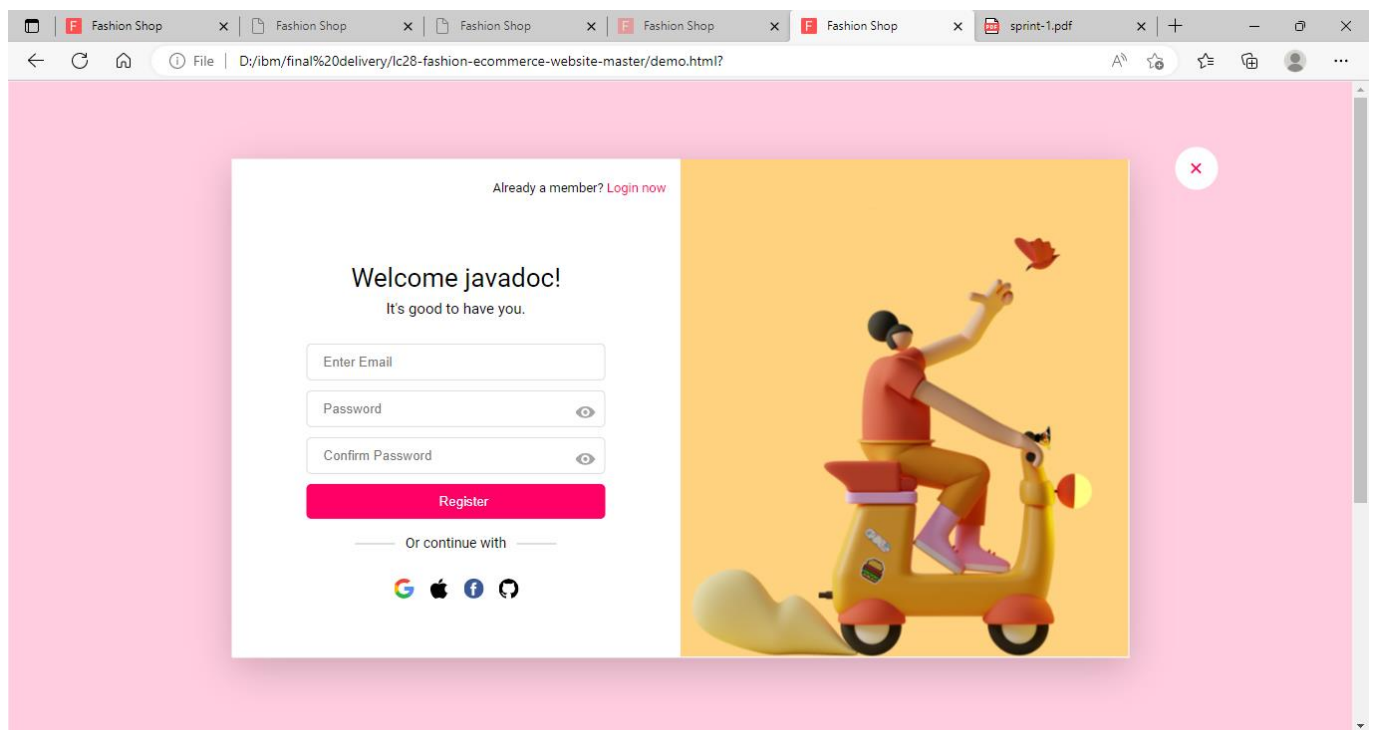 F Fashion Shop
Fashion Shop
Fashion Shop
F Fashion Shop
F Fashion Shop
PDF sprint-1.pdf
File D:/ibm/final%20delivery/lc28-fashion-ecommerce-website-master/demo.html?
Already a member? Login now
Welcome javadoc!
It's good to have you.
Enter Email
Password
Confirm Password
Register
Or continue with